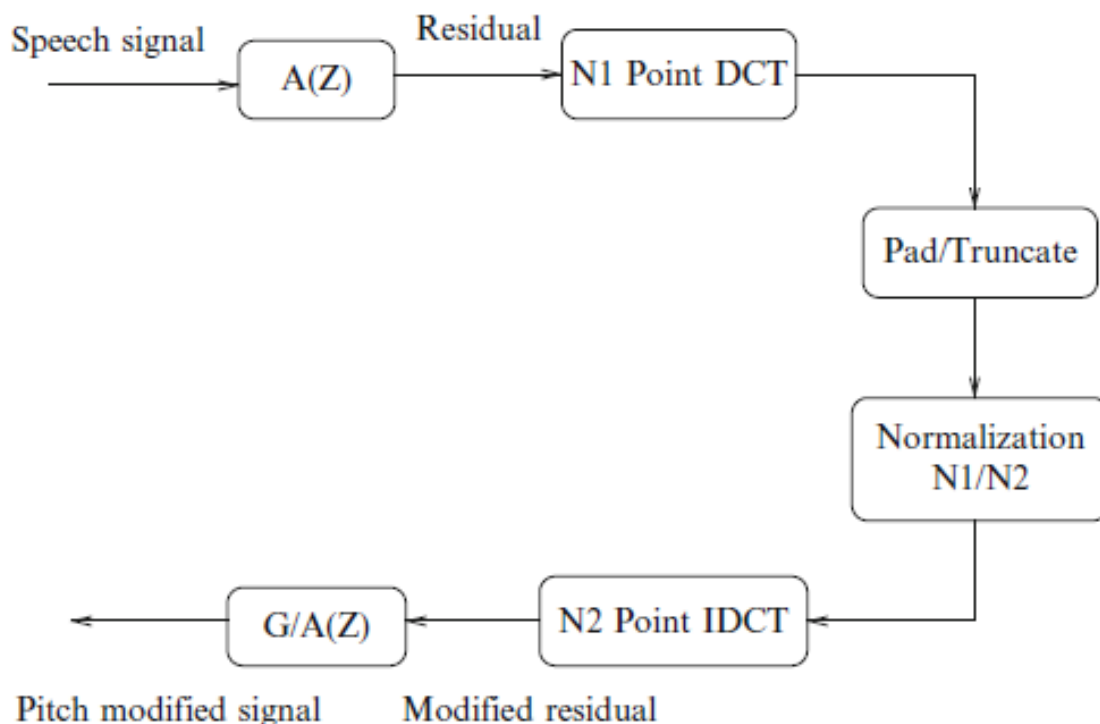 Speech signal
A(Z)
Residual
N1 Point DCT
Pad/Truncate
Normalization
N1/N2
N2 Point IDCT
Modified residual
G/A(Z)
Pitch modified signal